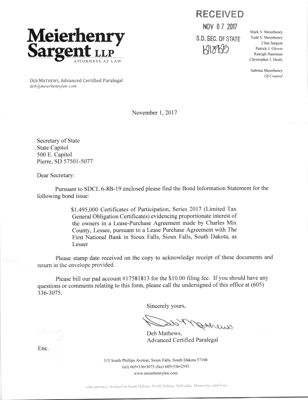 Meierhenry
Sargent LLP
ATTORNEYS AT LAW
Deb Mathews, Advanced Certified Paralegal
deb@meierhenrylaw.com
RECEIVED
NOV 07 2017
S.D. SEC. OF STATE
Mark V. Meierhenry
Todd V. Meierhenry
Clint Sargent
Patrick J. Glover
Raleigh Hansman
Christopher J. Healy
Sabrina Meierhenry
Of Counsel
November 1, 2017
Secretary of State
State Capitol
500 E. Capitol
Pierre, SD 57501-5077
Dear Secretary:
Pursuant to SDCL 6-8B-19 enclosed please find the Bond Information Statement for the
following bond issue:
$1,495,000 Certificates of Participation, Series 2017 (Limited Tax
General Obligation Certificates) evidencing proportionate interest of
the owners in a Lease-Purchase Agreement made by Charles Mix
County, Lessee, pursuant to a Lease Purchase Agreement with The
First National Bank in Sioux Falls, Sioux Falls, South Dakota, as
Lessor
Please stamp date received on the copy to acknowledge receipt of these documents and
return in the envelope provided.
Please bill our pad account #17581813 for the $10.00 filing fee. If you should have any
questions or comments relating to this form, please call the undersigned of this office at (605)
336-3075.
Sincerely yours,
Deb Mathews
Deb Mathews,
Advanced Certified Paralegal
Enc.
315 South Phillips Avenue, Sioux Falls, South Dakota 57104
www.meierhenrylaw.com